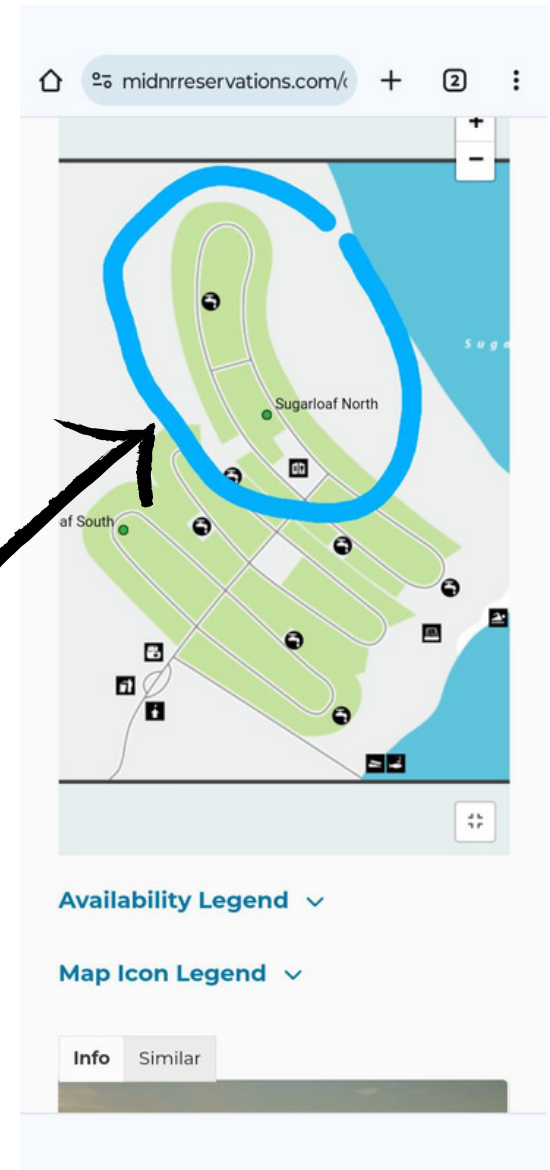 midnrreservations.com/
2
Suga
Sugarloaf North
af South
Availability Legend
Map Icon Legend
Info
Similar